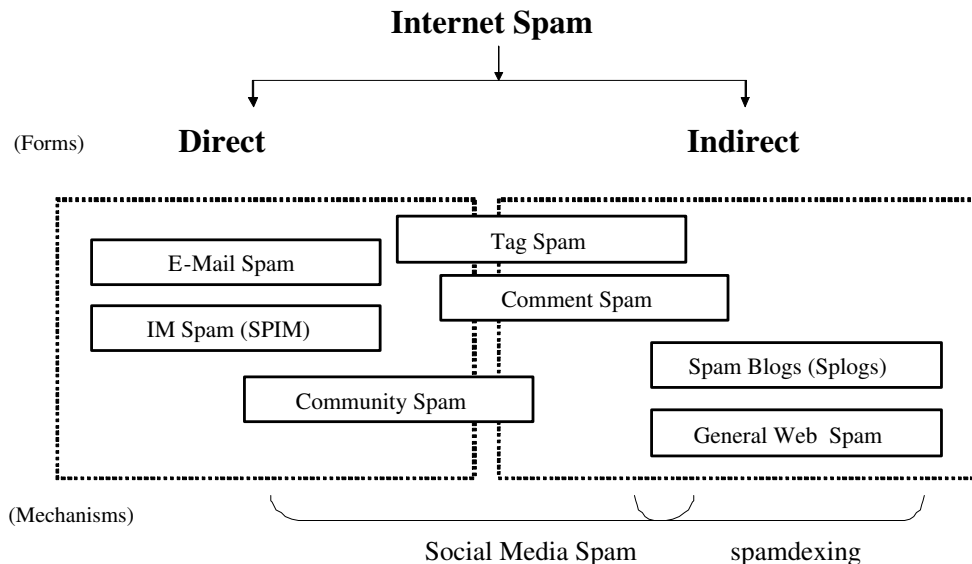 Internet Spam
(Forms) Direct Indirect
Tag Spam
E-Mail Spam
Comment Spam
IM Spam (SPIM)
Spam Blogs (Splogs)
Community Spam
General Web Spam
(Mechanisms)
Social Media Spam spamdexing